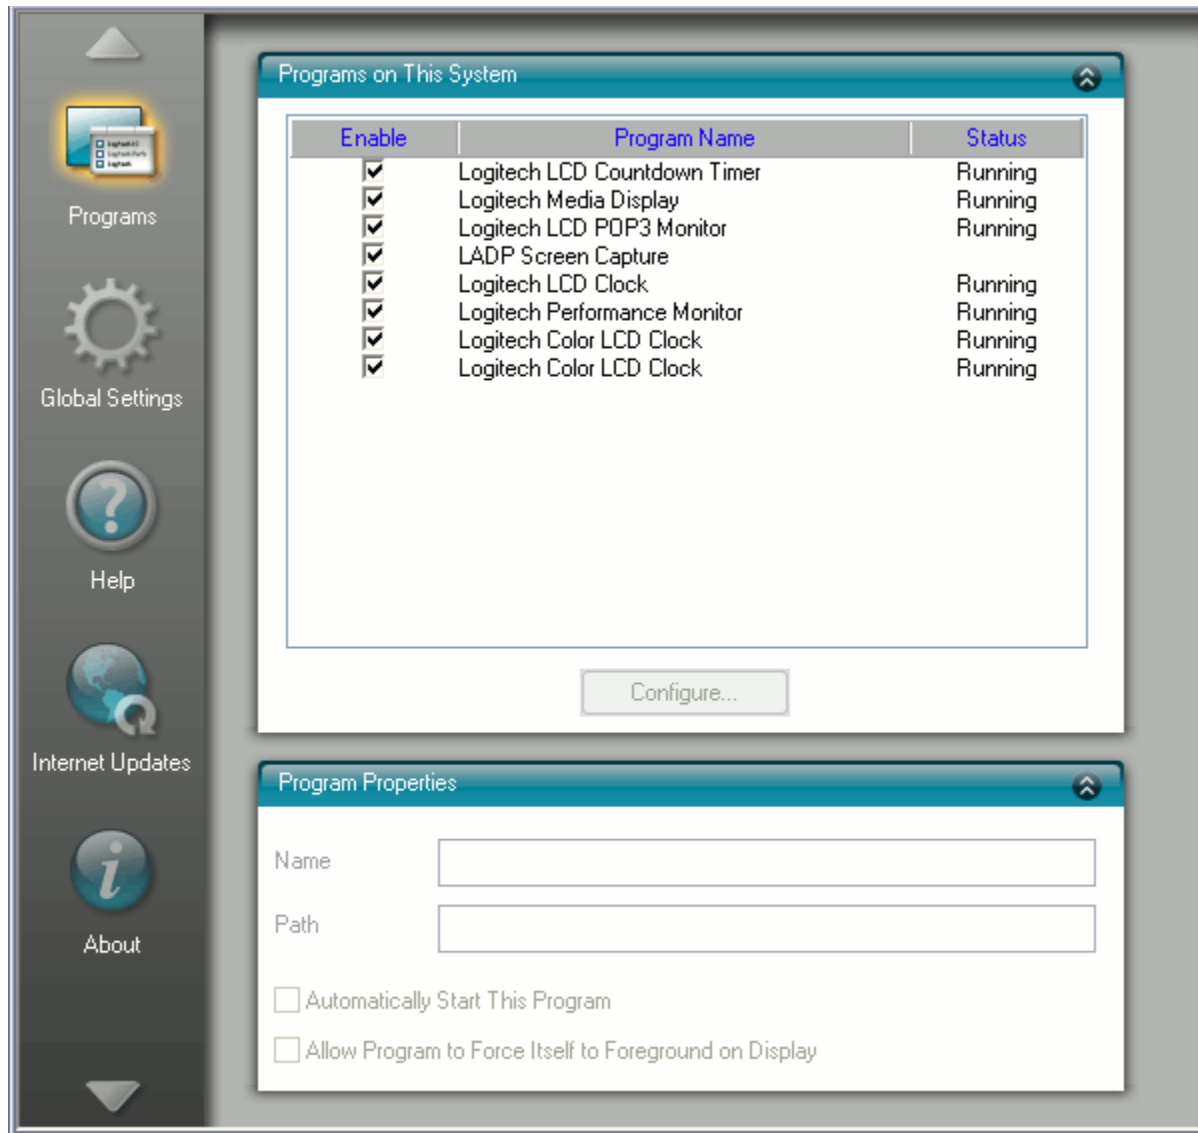 Programs on This System
Enable Program Name Status
Logitech LCD Countdown Timer Running
Logitech Media Display Running
Logitech LCD POP3 Monitor Running
LADP Screen Capture
Logitech LCD Clock Running
Logitech Performance Monitor Running
Logitech Color LCD Clock Running
Logitech Color LCD Clock Running
Configure...
Programs
Global Settings
Help
Internet Updates
About
Program Properties
Name
Path
Automatically Start This Program
Allow Program to Force Itself to Foreground on Display